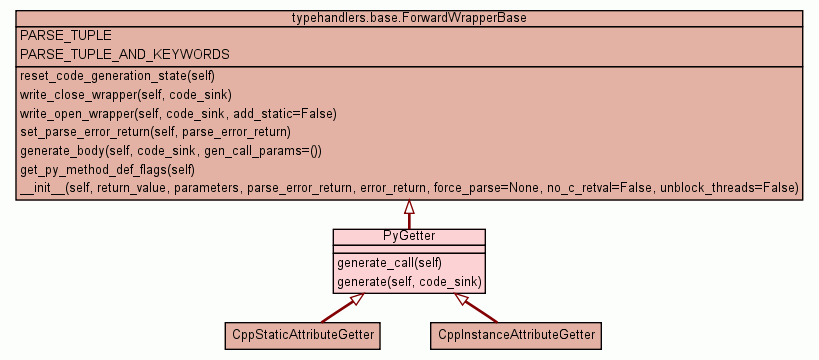 typehandlers.base.ForwardWrapperBase
PARSE_TUPLE
PARSE_TUPLE_AND_KEYWORDS
reset_code_generation_state(self)
write_close_wrapper(self, code_sink)
write_open_wrapper(self, code_sink, add_static=False)
set_parse_error_return(self, parse_error_return)
generate_body(self, code_sink, gen_call_params=())
get_py_method_def_flags(self)
__init__(self, return_value, parameters, parse_error_return, error_return, force_parse=None, no_c_retval=False, unblock_threads=False)
PyGetter
generate_call(self)
generate(self, code_sink)
CppStaticAttributeGetter
CppInstanceAttributeGetter